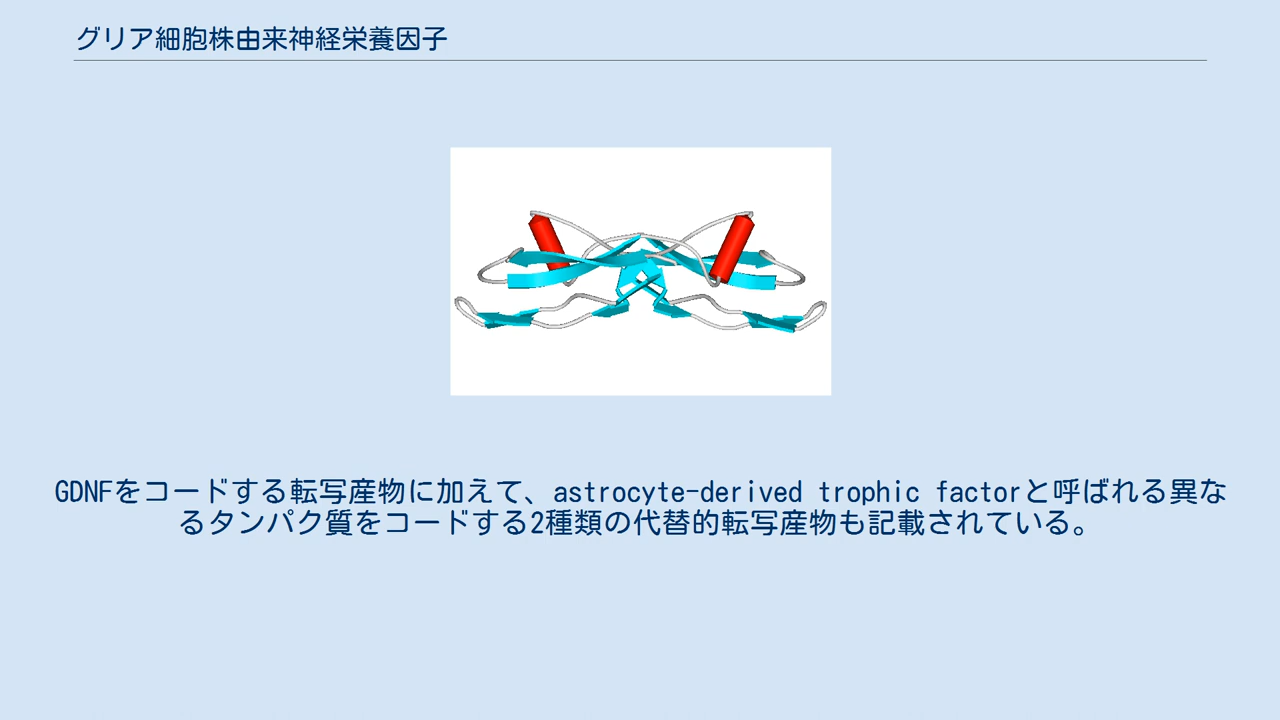 グリア細胞株由来神経栄養因子
GDNFをコードする転写産物に加えて、astrocyte-derived trophic factorと呼ばれる異な
るタンパク質をコードする2種類の代替的転写産物も記載されている。